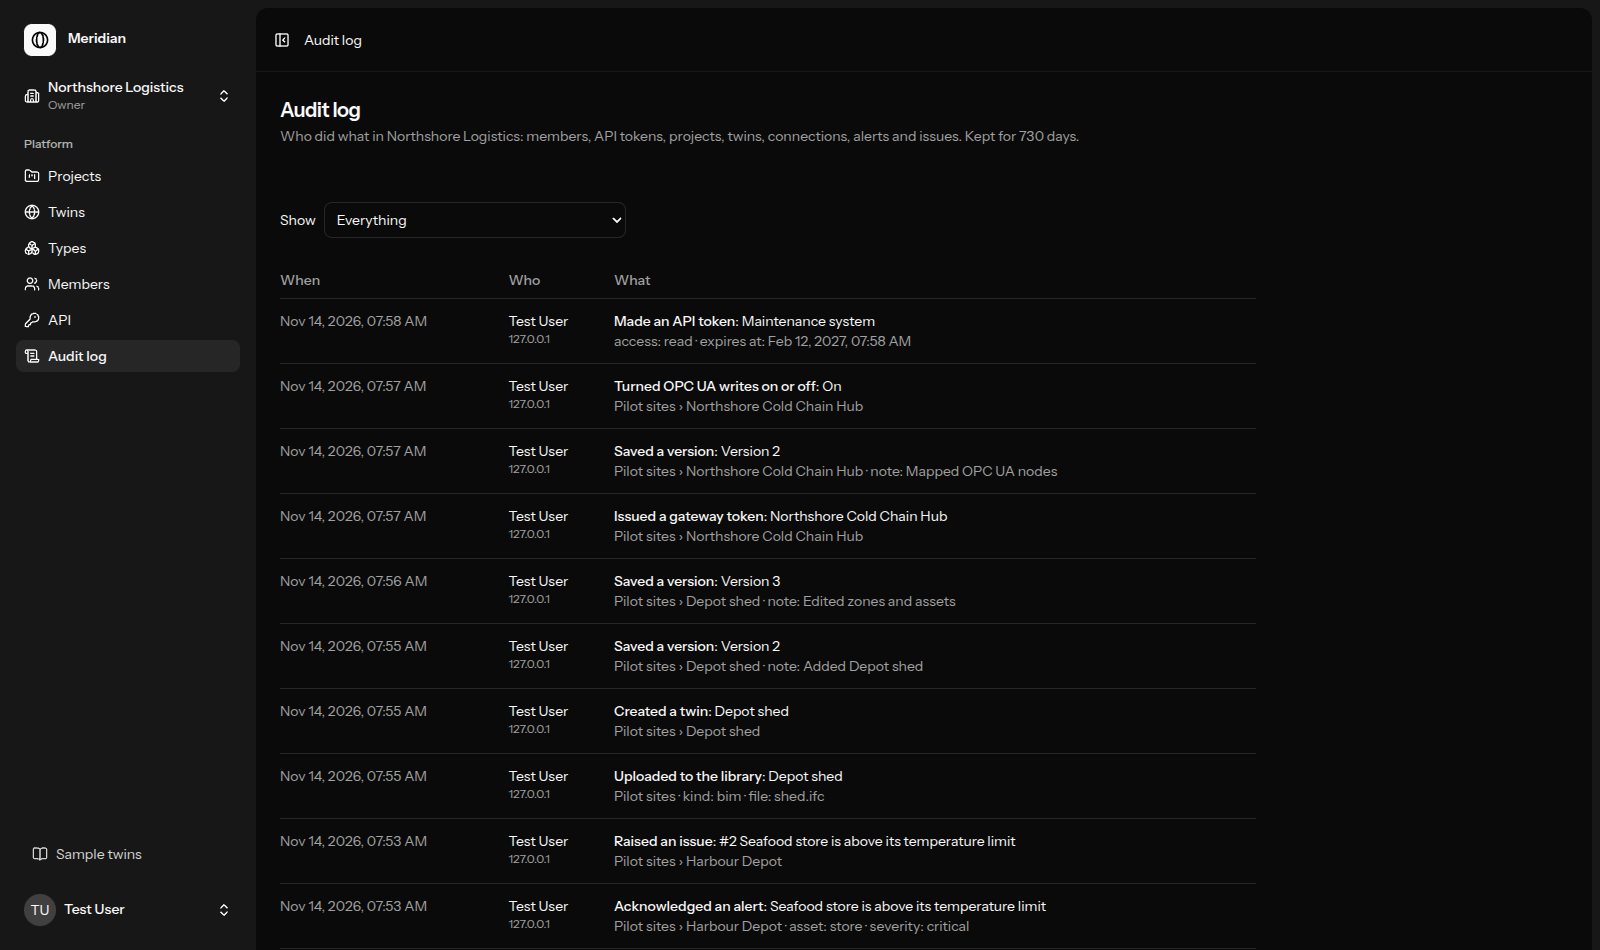 Meridian
Northshore Logistics
Owner
Platform
Projects
Twins
Types
Members
API
Audit log
Sample twins
TU
Test User
Audit log
Audit log
Who did what in Northshore Logistics: members, API tokens, projects, twins, connections, alerts and issues. Kept for 730 days.
Show
Everything
When Who What
Nov 14, 2026, 07:58 AM Test User Made an API token: Maintenance system
127.0.0.1 access: read · expires at: Feb 12, 2027, 07:58 AM
Nov 14, 2026, 07:57 AM Test User Turned OPC UA writes on or off: On
127.0.0.1 Pilot sites › Northshore Cold Chain Hub
Nov 14, 2026, 07:57 AM Test User Saved a version: Version 2
127.0.0.1 Pilot sites › Northshore Cold Chain Hub · note: Mapped OPC UA nodes
Nov 14, 2026, 07:57 AM Test User Issued a gateway token: Northshore Cold Chain Hub
127.0.0.1 Pilot sites › Northshore Cold Chain Hub
Nov 14, 2026, 07:56 AM Test User Saved a version: Version 3
127.0.0.1 Pilot sites › Depot shed · note: Edited zones and assets
Nov 14, 2026, 07:55 AM Test User Saved a version: Version 2
127.0.0.1 Pilot sites › Depot shed · note: Added Depot shed
Nov 14, 2026, 07:55 AM Test User Created a twin: Depot shed
127.0.0.1 Pilot sites › Depot shed
Nov 14, 2026, 07:55 AM Test User Uploaded to the library: Depot shed
127.0.0.1 Pilot sites · kind: bim · file: shed.ifc
Nov 14, 2026, 07:53 AM Test User Raised an issue: #2 Seafood store is above its temperature limit
127.0.0.1 Pilot sites › Harbour Depot
Nov 14, 2026, 07:53 AM Test User Acknowledged an alert: Seafood store is above its temperature limit
127.0.0.1 Pilot sites › Harbour Depot · asset: store · severity: critical